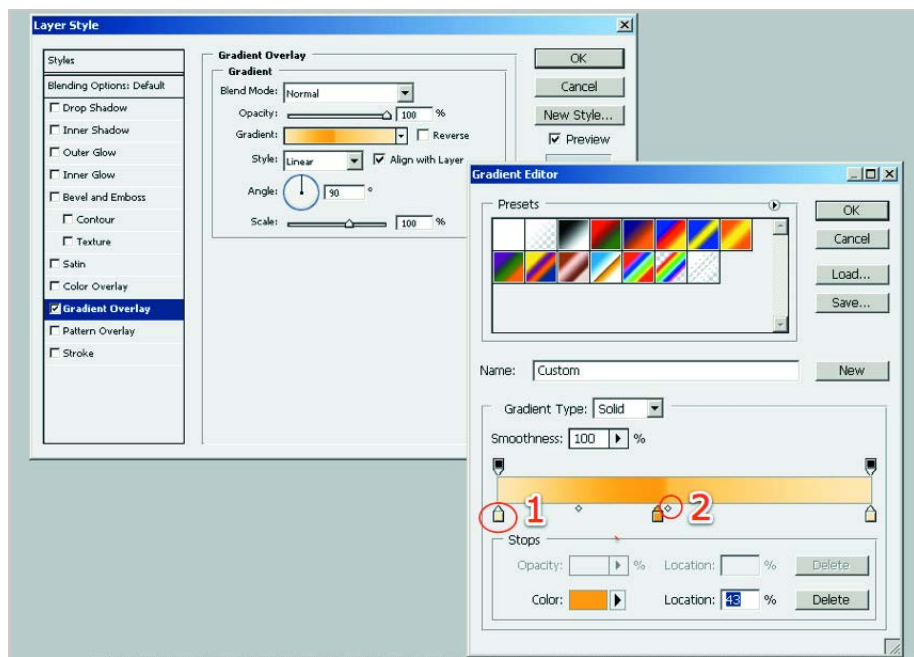 Layer Style
Styles
Blending Options: Default
Drop Shadow
Inner Shadow
Outer Glow
Inner Glow
Bevel and Emboss
Contour
Texture
Satin
Color Overlay
Gradient Overlay
Pattern Overlay
Stroke
Gradient Overlay
Gradient
Blend Mode: Normal
Opacity: 100 %
Gradient: Reverse
Style: Linear Align with Layer
Angle: 90 °
Scale: 100 %
OK
Cancel
New Style...
Preview
Gradient Editor
Presets
OK
Cancel
Load...
Save...
Name: Custom New
Gradient Type: Solid
Smoothness: 100 %
1 2
Stops
Opacity: % Location: % Delete
Color: Location: 43 % Delete